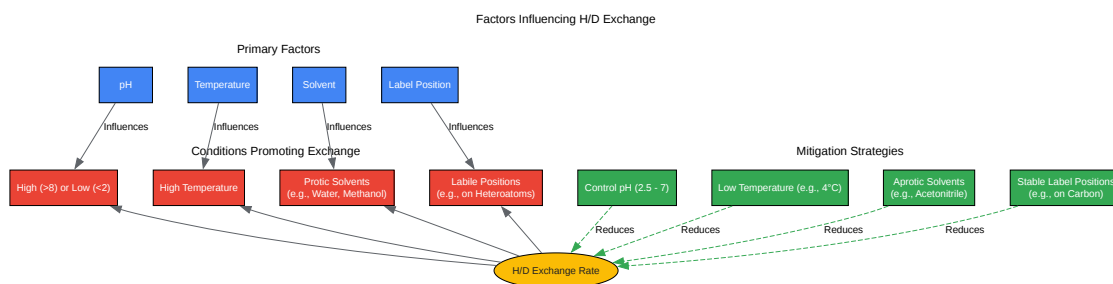 Factors Influencing H/D Exchange
Primary Factors
pH
Temperature
Solvent
Label Position
Influences
Influences
Influences
Influences
Conditions Promoting Exchange
Mitigation Strategies
High (>8) or Low (<2)
High Temperature
Protic Solvents
(e.g., Water, Methanol)
Labile Positions
(e.g., on Heteroatoms)
Control pH (2.5 - 7)
Low Temperature (e.g., 4°C)
Aprotic Solvents
(e.g., Acetonitrile)
Stable Label Positions
(e.g., on Carbon)
Reduces
Reduces
Reduces
Reduces
H/D Exchange Rate